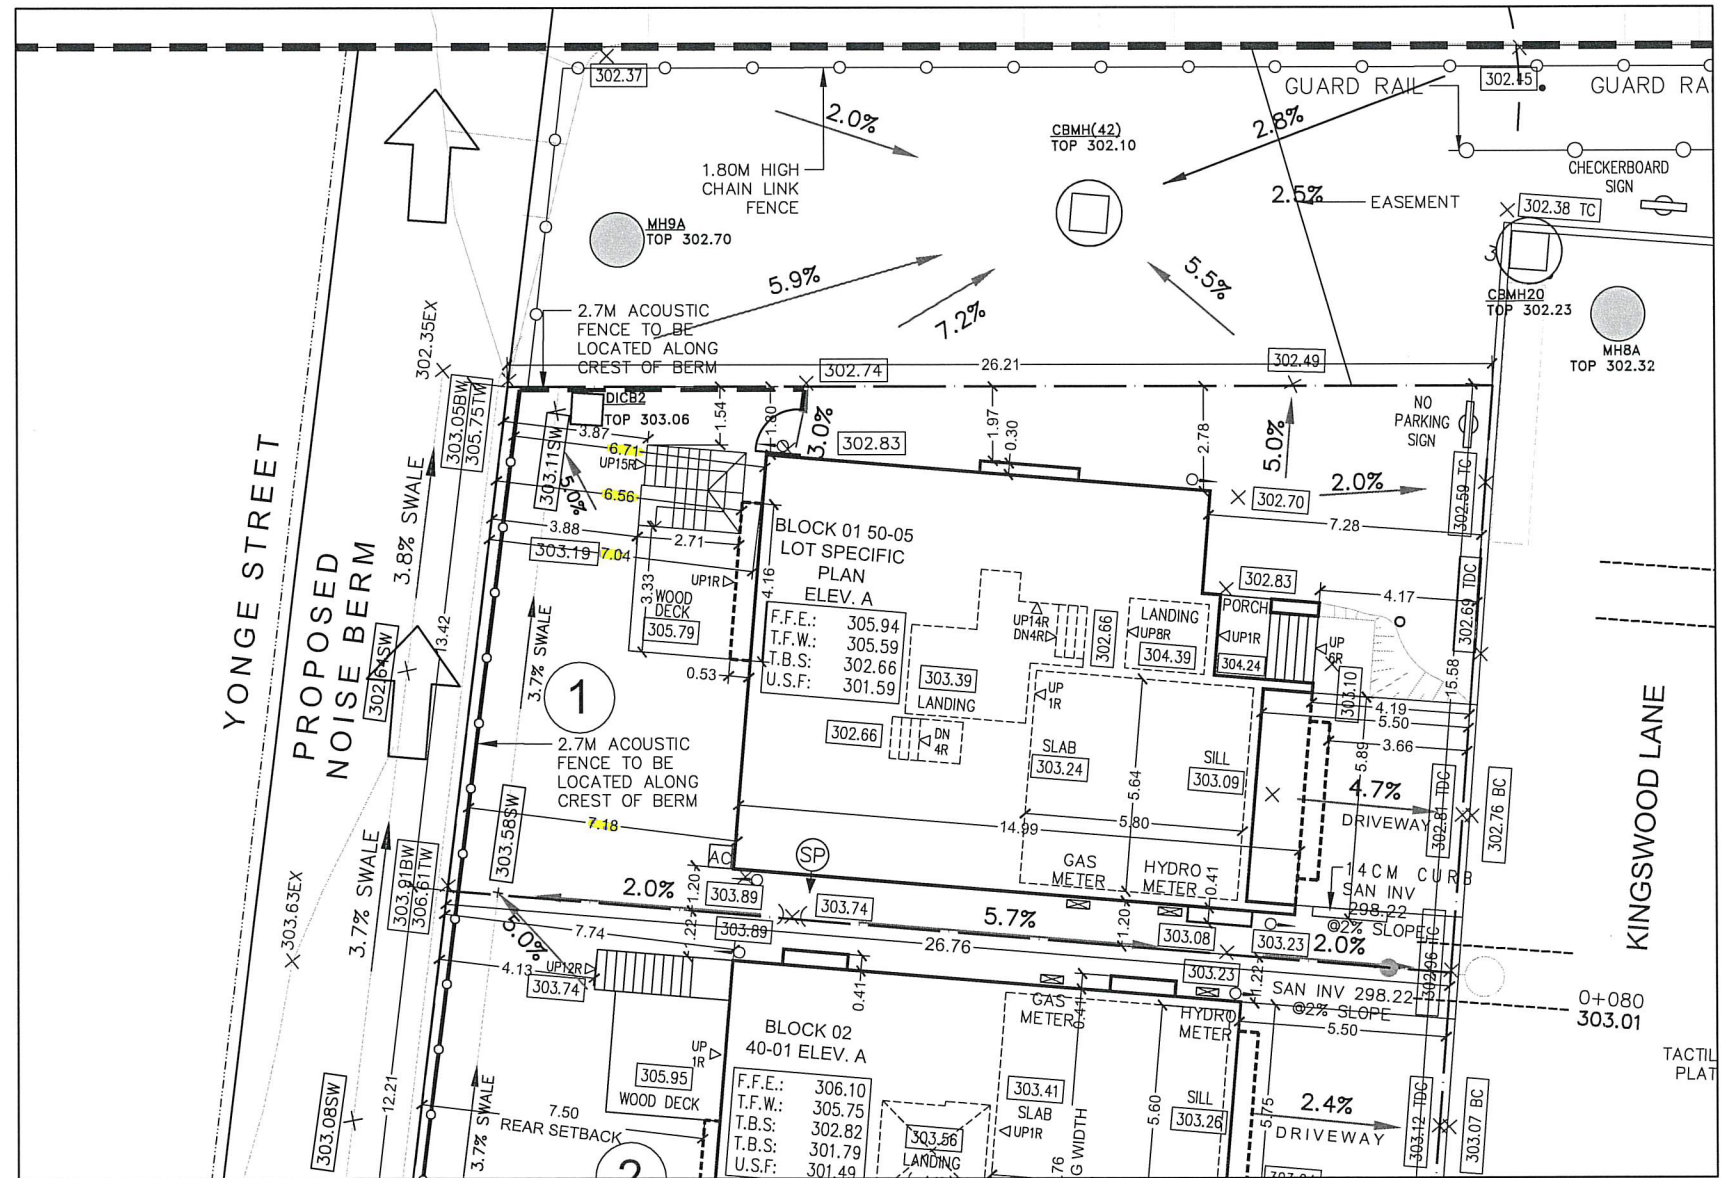 302.37
GUARD RAIL
302.45
GUARD RA
2.0%
CBMH(42)
TOP 302.10
2.8%
1.80M HIGH
CHAIN LINK
FENCE
2.5%
EASEMENT
CHECKERBOARD
SIGN
302.38 TC
MH9A
TOP 302.70
5.9%
7.2%
5.5%
3
CBMH20
TOP 302.23
MH8A
TOP 302.32
302.35EX
2.7M ACOUSTIC
FENCE TO BE
LOCATED ALONG
CREST OF BERM
302.74
26.21
302.49
303.05BW
305.75TW
DICB2
TOP 303.06
3.87
6.71
UP15R
6.56
303.11SW
5.0%
3.88
2.71
303.19
7.04
1.54
1.80
3.0%
302.83
1.97
0.30
2.78
5.0%
NO
PARKING
SIGN
302.70
2.0%
302.59 TC
7.28
YONGE STREET
PROPOSED
NOISE BERM
3.8% SWALE
13.42
302.64SW
3.7% SWALE
3.33
UP1R
WOOD
DECK
305.79
0.53
4.16
BLOCK 01 50-05
LOT SPECIFIC
PLAN
ELEV. A
F.F.E.: 305.94
T.F.W.: 305.59
T.B.S: 302.66
U.S.F: 301.59
UP14R
DN4R
302.66
LANDING
UP8R
304.39
302.83
PORCH
UP1R
304.24
UP
6R
4.17
302.69 TDC
303.10
15.58
4.19
5.50
3.66
5.89
1
303.39
LANDING
UP
1R
302.66
DN
4R
SLAB
303.24
5.64
SILL
303.09
4.7%
DRIVEWAY
302.81 TDC
302.76 BC
KINGSWOOD LANE
2.7M ACOUSTIC
FENCE TO BE
LOCATED ALONG
CREST OF BERM
7.18
14.99
5.80
303.58SW
303.91BW
306.61TW
3.7% SWALE
303.63EX
AC
SP
GAS
METER
HYDRO
METER
0.41
14CM CURB
SAN INV
298.22
@2% SLOPE
2.0%
1.20
303.89
303.74
5.7%
1.20
303.08
303.23
2.0%
5.0%
7.74
1.22
303.89
26.76
4.13
UP12R
303.74
0.41
303.23
1.22
SAN INV 298.22
@2% SLOPE
5.50
0+080
303.01
GAS
METER
0.41
HYDRO
METER
BLOCK 02
40-01 ELEV. A
UP
1R
305.95
WOOD DECK
F.F.E.: 306.10
T.F.W.: 305.75
T.B.S: 302.82
T.B.S: 301.79
U.S.F: 301.49
12.21
303.08SW
3.7% SWALE
7.50
REAR SETBACK
2
303.56
LANDING
303.41
SLAB
UP1R
G WIDTH
76
5.60
SILL
303.26
5.75
2.4%
DRIVEWAY
303.12 TDC
303.07 BC
TACTIL
PLAT